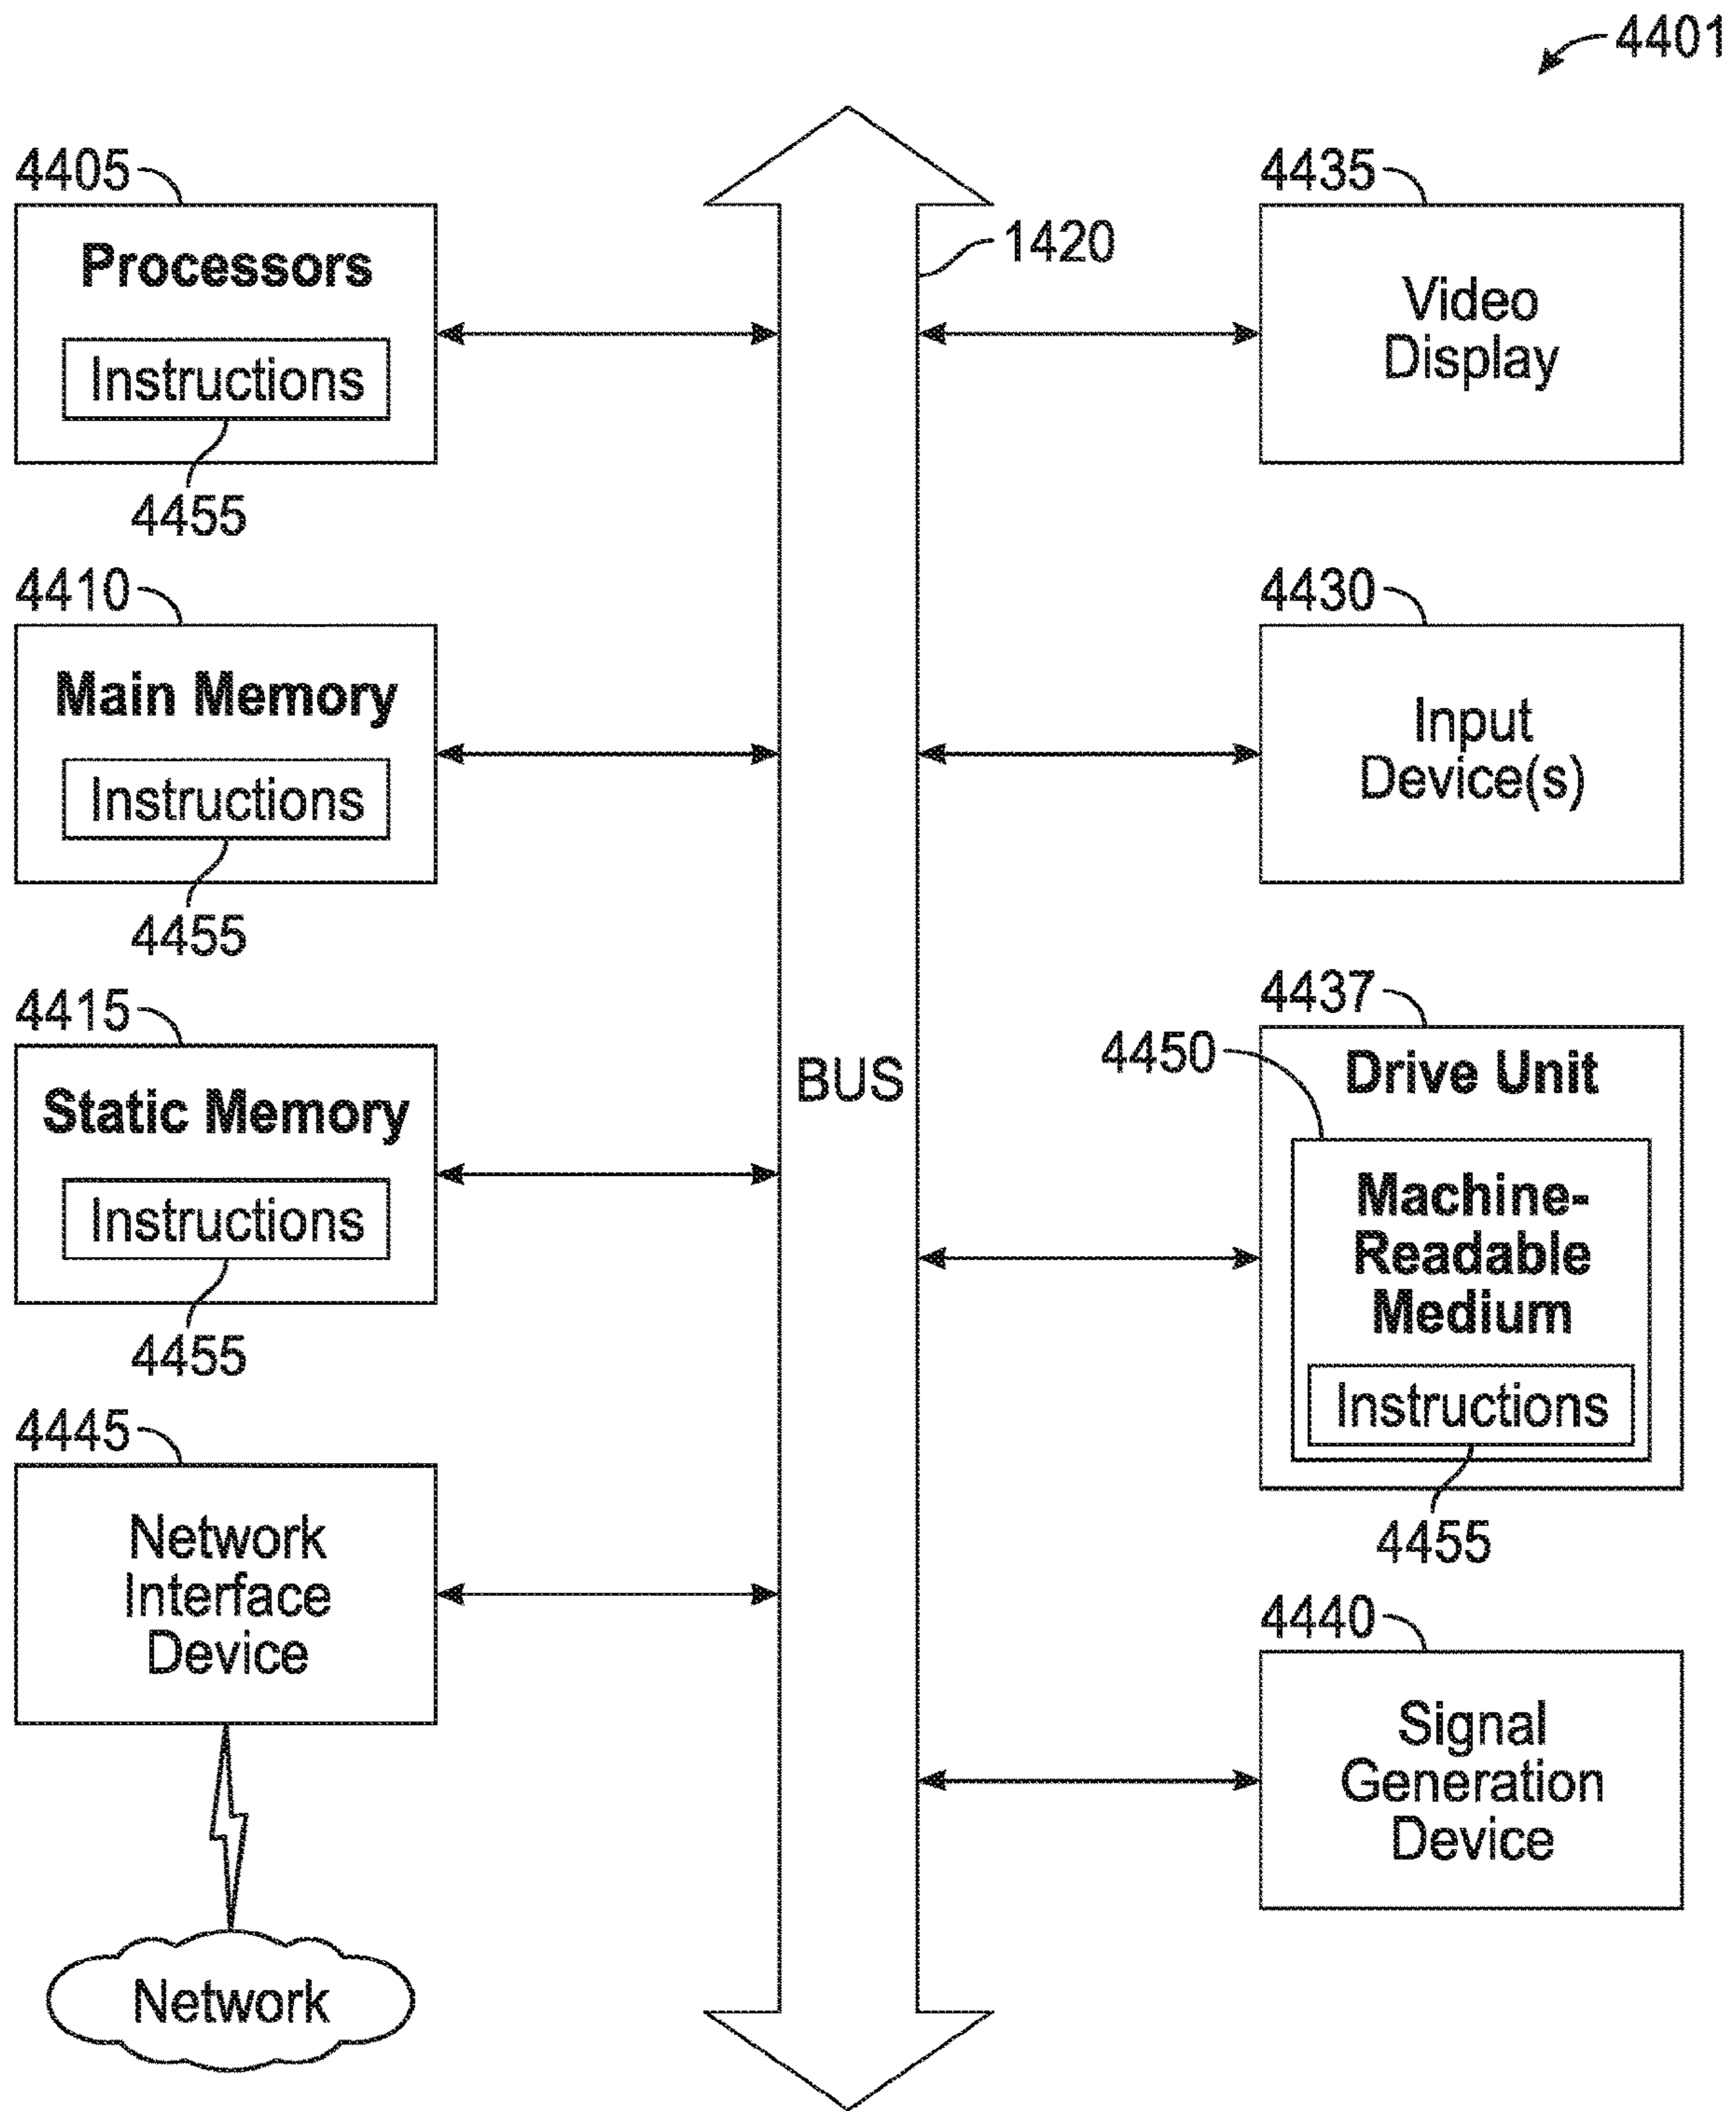 4401
4405
Processors
Instructions
4455
4410
Main Memory
Instructions
4455
4415
Static Memory
Instructions
4455
4445
Network
Interface
Device
Network
1420
BUS
4435
Video
Display
4430
Input
Device(s)
4437
4450
Drive Unit
Machine-
Readable
Medium
Instructions
4455
4440
Signal
Generation
Device